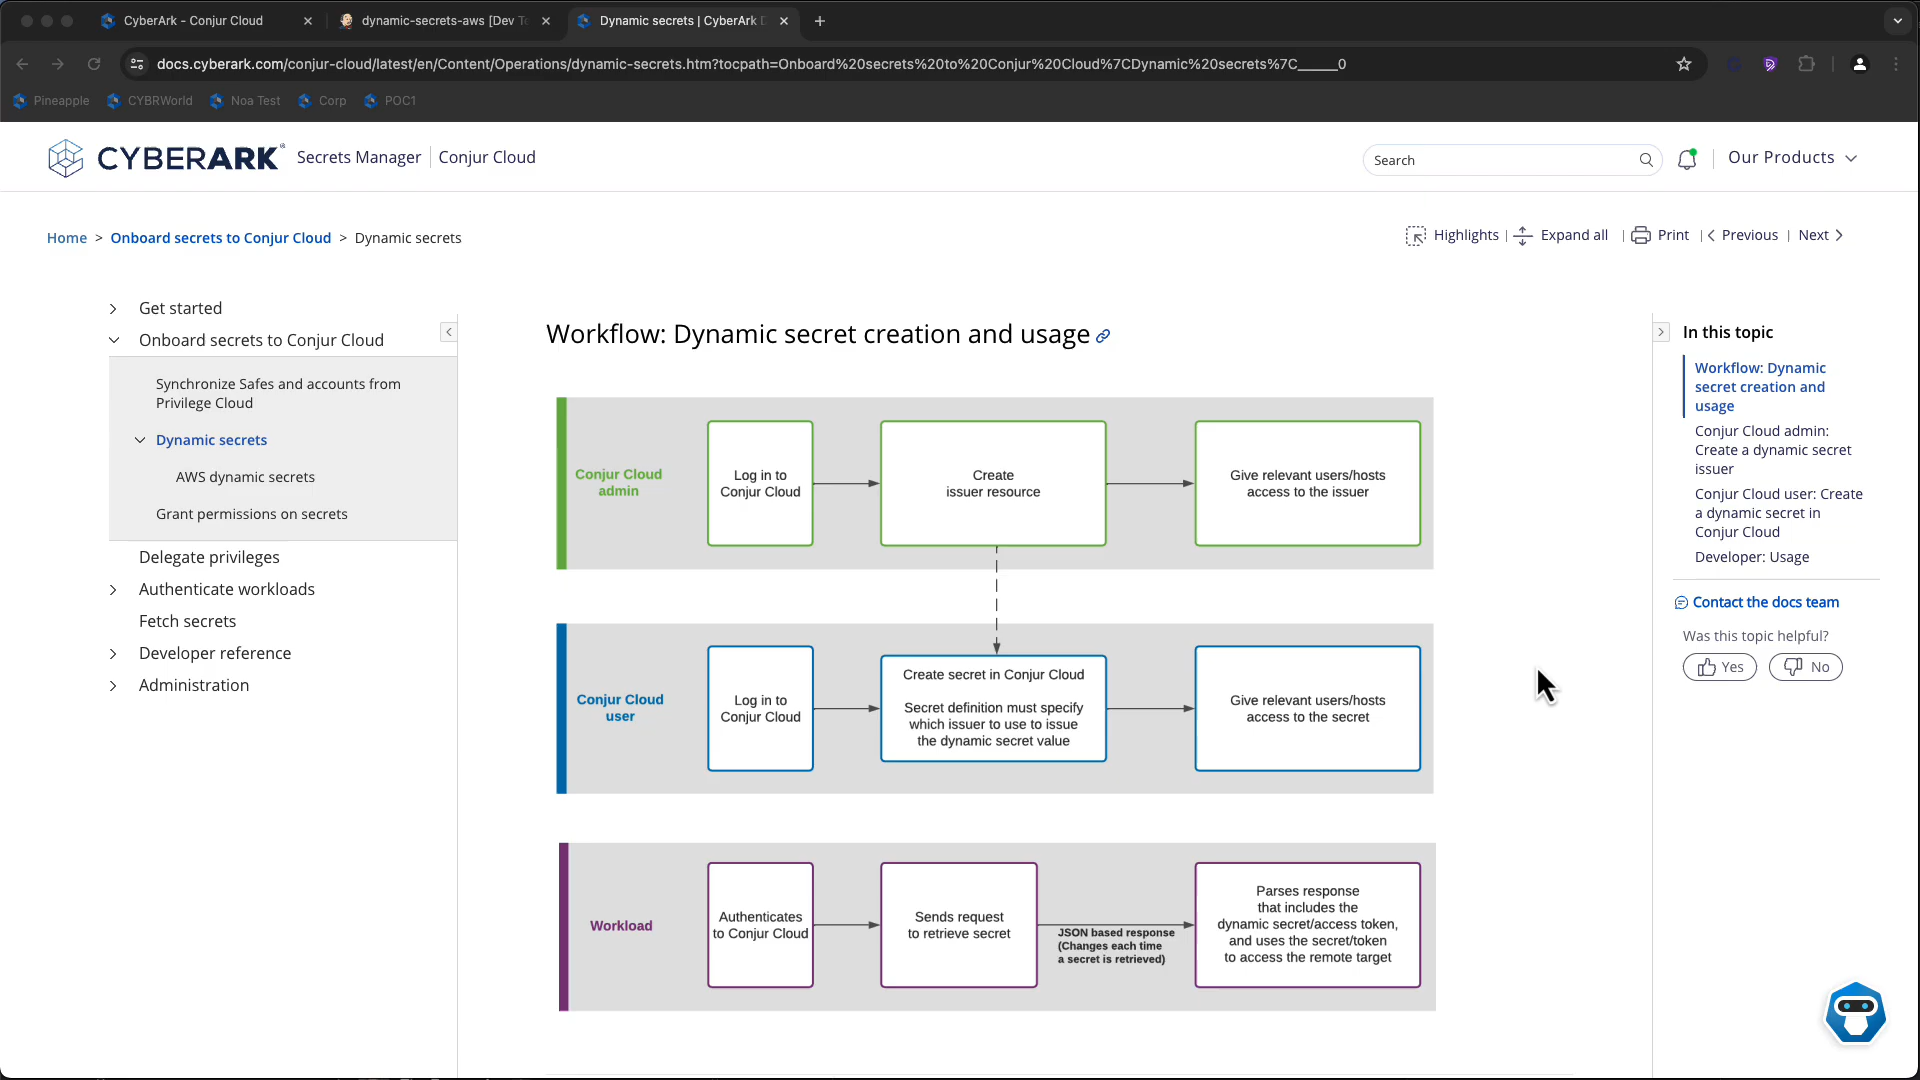 CyberArk - Conjur Cloud
dynamic-secrets-aws [Dev To
Dynamic secrets | CyberArk D
docs.cyberark.com/conjur-cloud/latest/en/Content/Operations/dynamic-secrets.htm?tocpath=Onboard%20secrets%20to%20Conjur%20Cloud%7CDynamic%20secrets%7C_____0
Pineapple
CYBRWorld
Noa Test
Corp
POC1
CYBERARK®
Secrets Manager
Conjur Cloud
Search
Our Products
Home > Onboard secrets to Conjur Cloud > Dynamic secrets
Highlights | Expand all | Print | Previous | Next
Get started
Onboard secrets to Conjur Cloud
Synchronize Safes and accounts from
Privilege Cloud
Dynamic secrets
AWS dynamic secrets
Grant permissions on secrets
Delegate privileges
Authenticate workloads
Fetch secrets
Developer reference
Administration
Workflow: Dynamic secret creation and usage
Conjur Cloud
admin
Log in to
Conjur Cloud
Create
issuer resource
Give relevant users/hosts
access to the issuer
Conjur Cloud
user
Log in to
Conjur Cloud
Create secret in Conjur Cloud
Secret definition must specify
which issuer to use to issue
the dynamic secret value
Give relevant users/hosts
access to the secret
Workload
Authenticates
to Conjur Cloud
Sends request
to retrieve secret
JSON based response
(Changes each time
a secret is retrieved)
Parses response
that includes the
dynamic secret/access token,
and uses the secret/token
to access the remote target
In this topic
Workflow: Dynamic
secret creation and
usage
Conjur Cloud admin:
Create a dynamic secret
issuer
Conjur Cloud user: Create
a dynamic secret in
Conjur Cloud
Developer: Usage
Contact the docs team
Was this topic helpful?
Yes
No